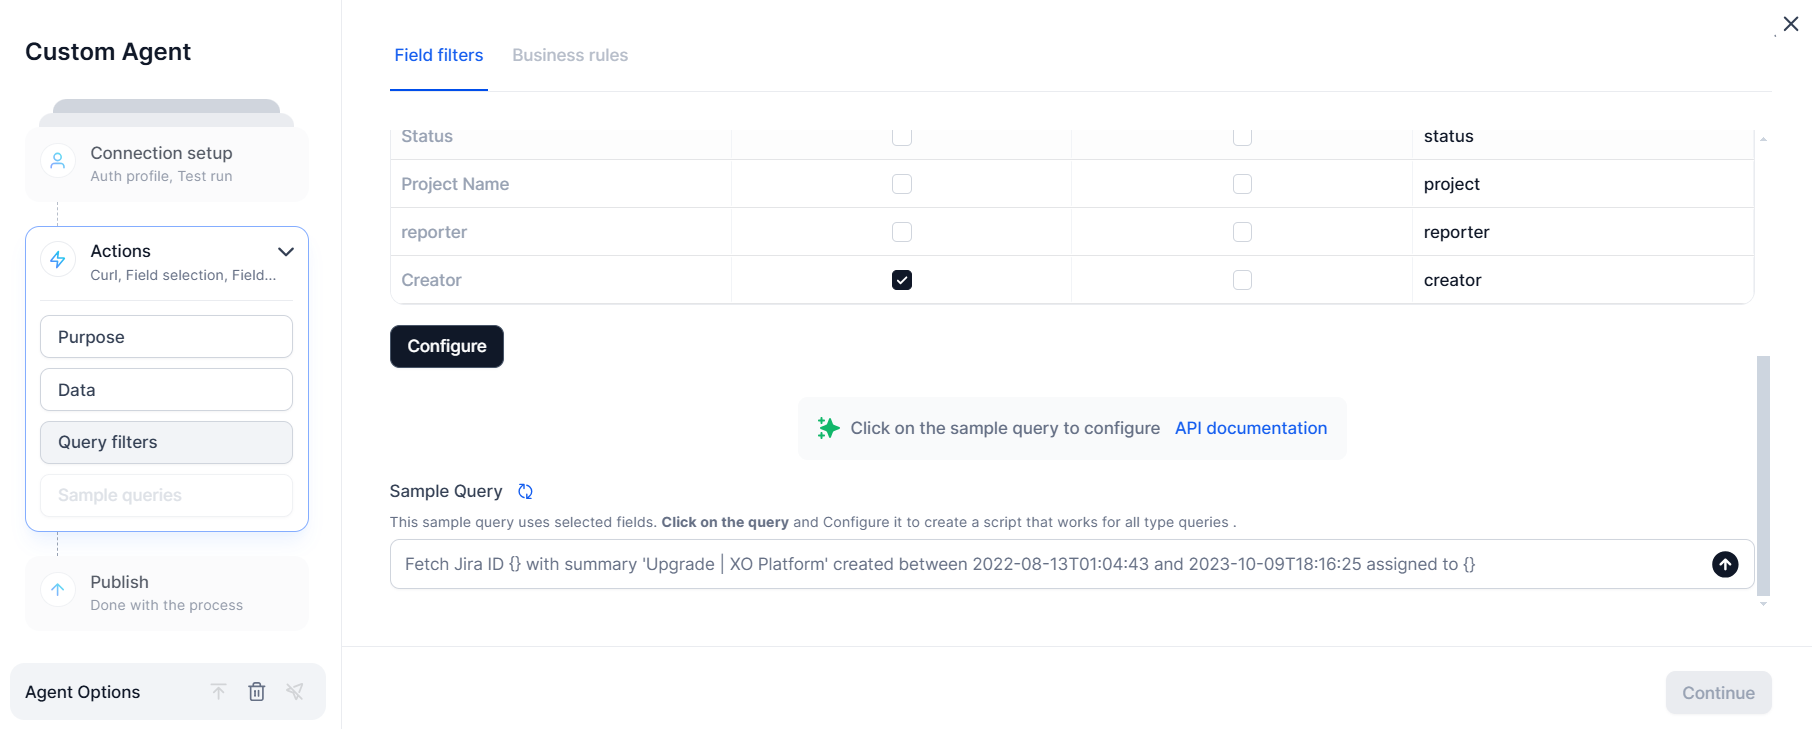 Custom Agent
Connection setup
Auth profile, Test run
Actions
Curl, Field selection, Field...
Purpose
Data
Query filters
Sample queries
Publish
Done with the process
Agent Options
Field filters Business rules
Status status
Project Name project
reporter reporter
Creator creator
Configure
Click on the sample query to configure API documentation
Sample Query
This sample query uses selected fields. Click on the query and Configure it to create a script that works for all type queries .
Fetch Jira ID {} with summary 'Upgrade | XO Platform' created between 2022-08-13T01:04:43 and 2023-10-09T18:16:25 assigned to {}
Continue